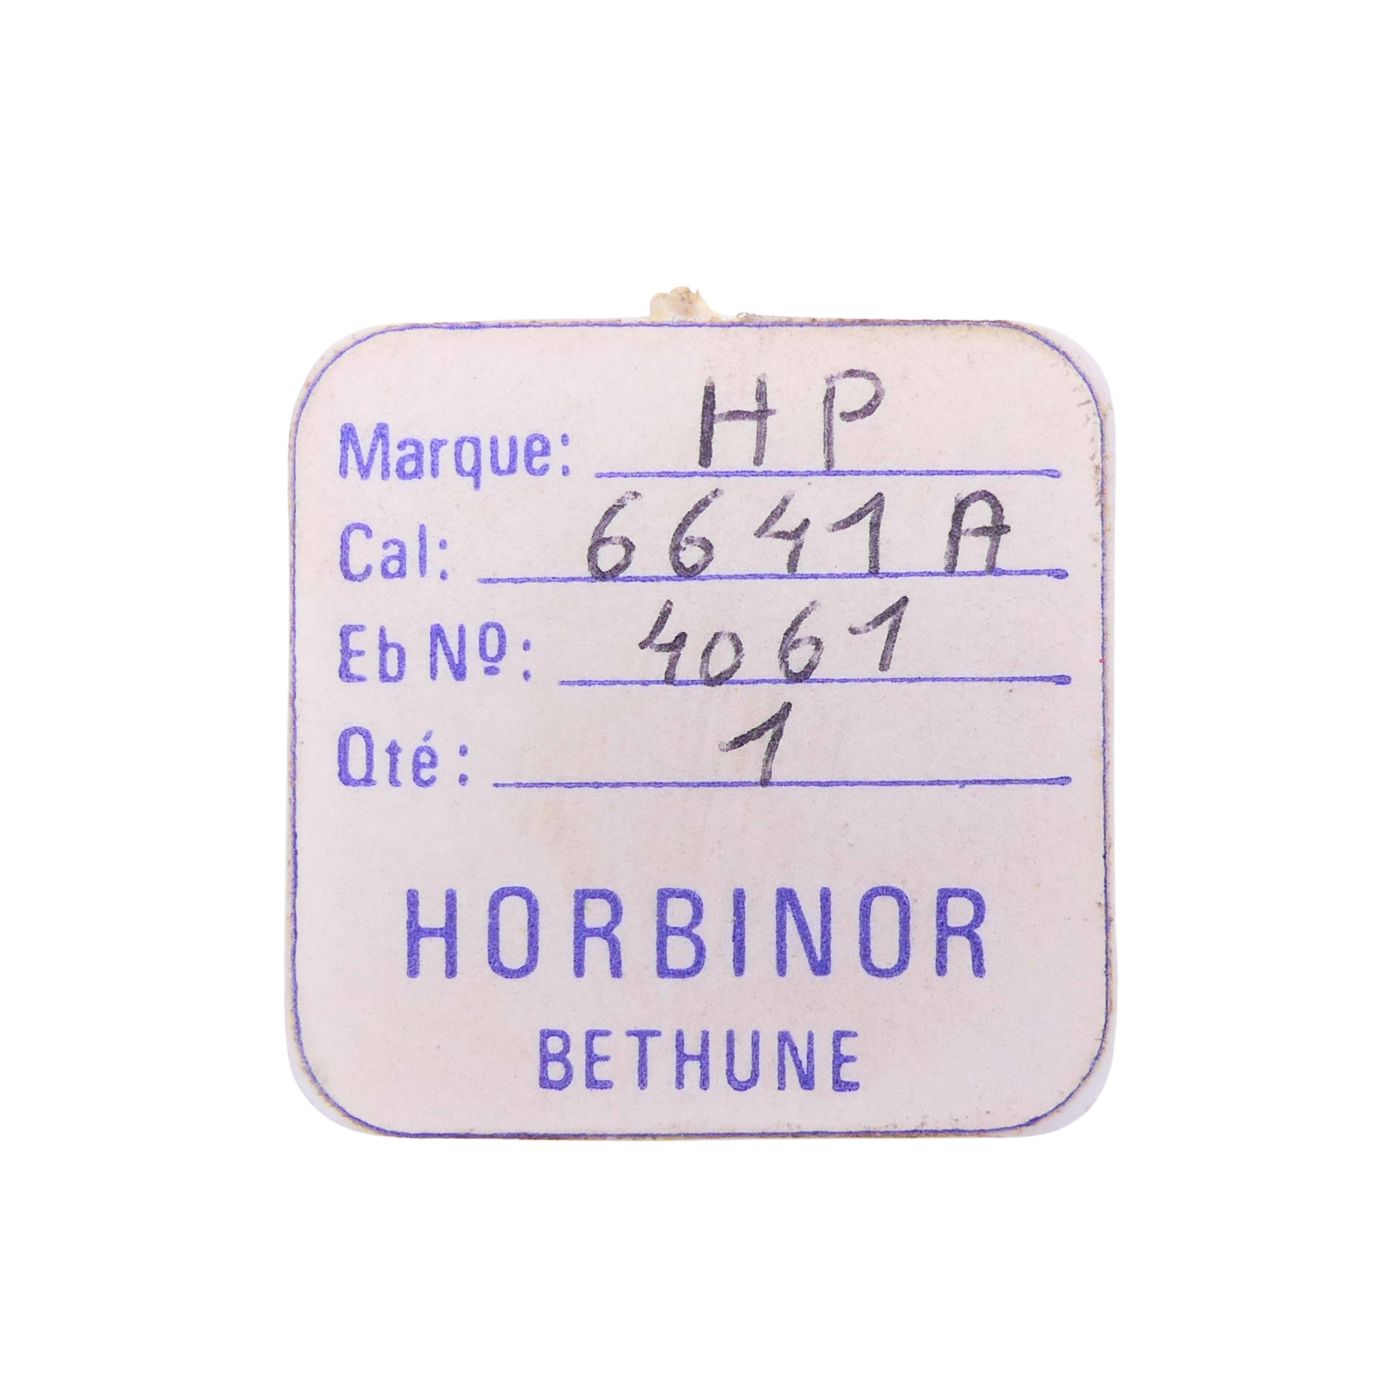 Marque: HP
Cal: 6641 A
Eb Nº: 4061
Qté: 1
HORBINOR
BETHUNE